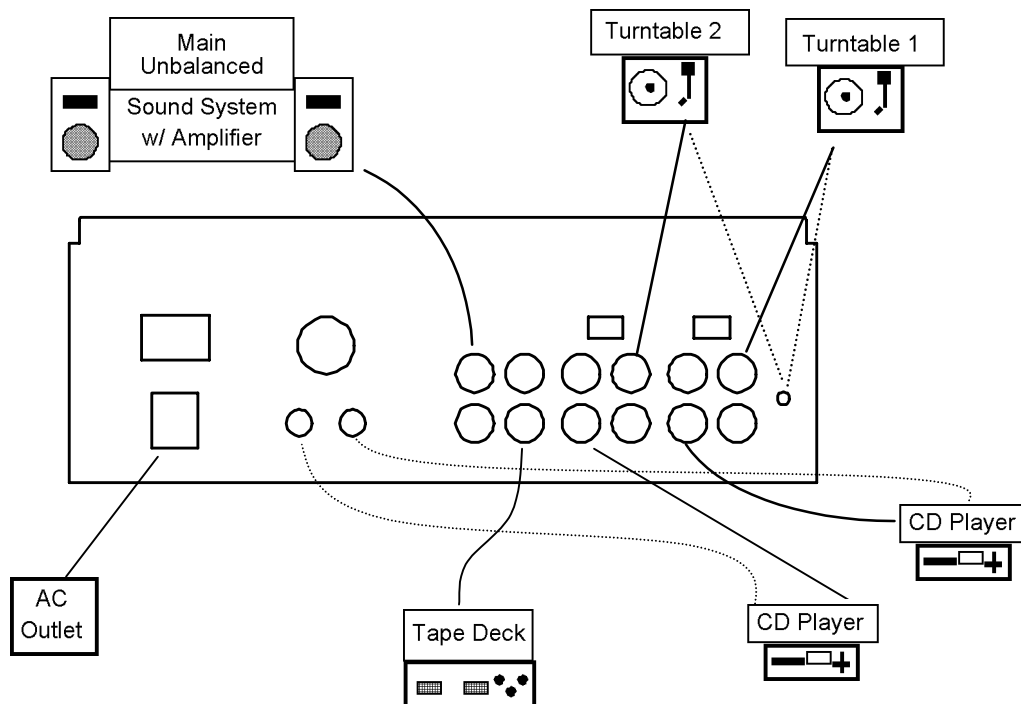 Main
Unbalanced
Sound System
w/ Amplifier
Turntable 2
Turntable 1
CD Player
AC
Outlet
Tape Deck
CD Player